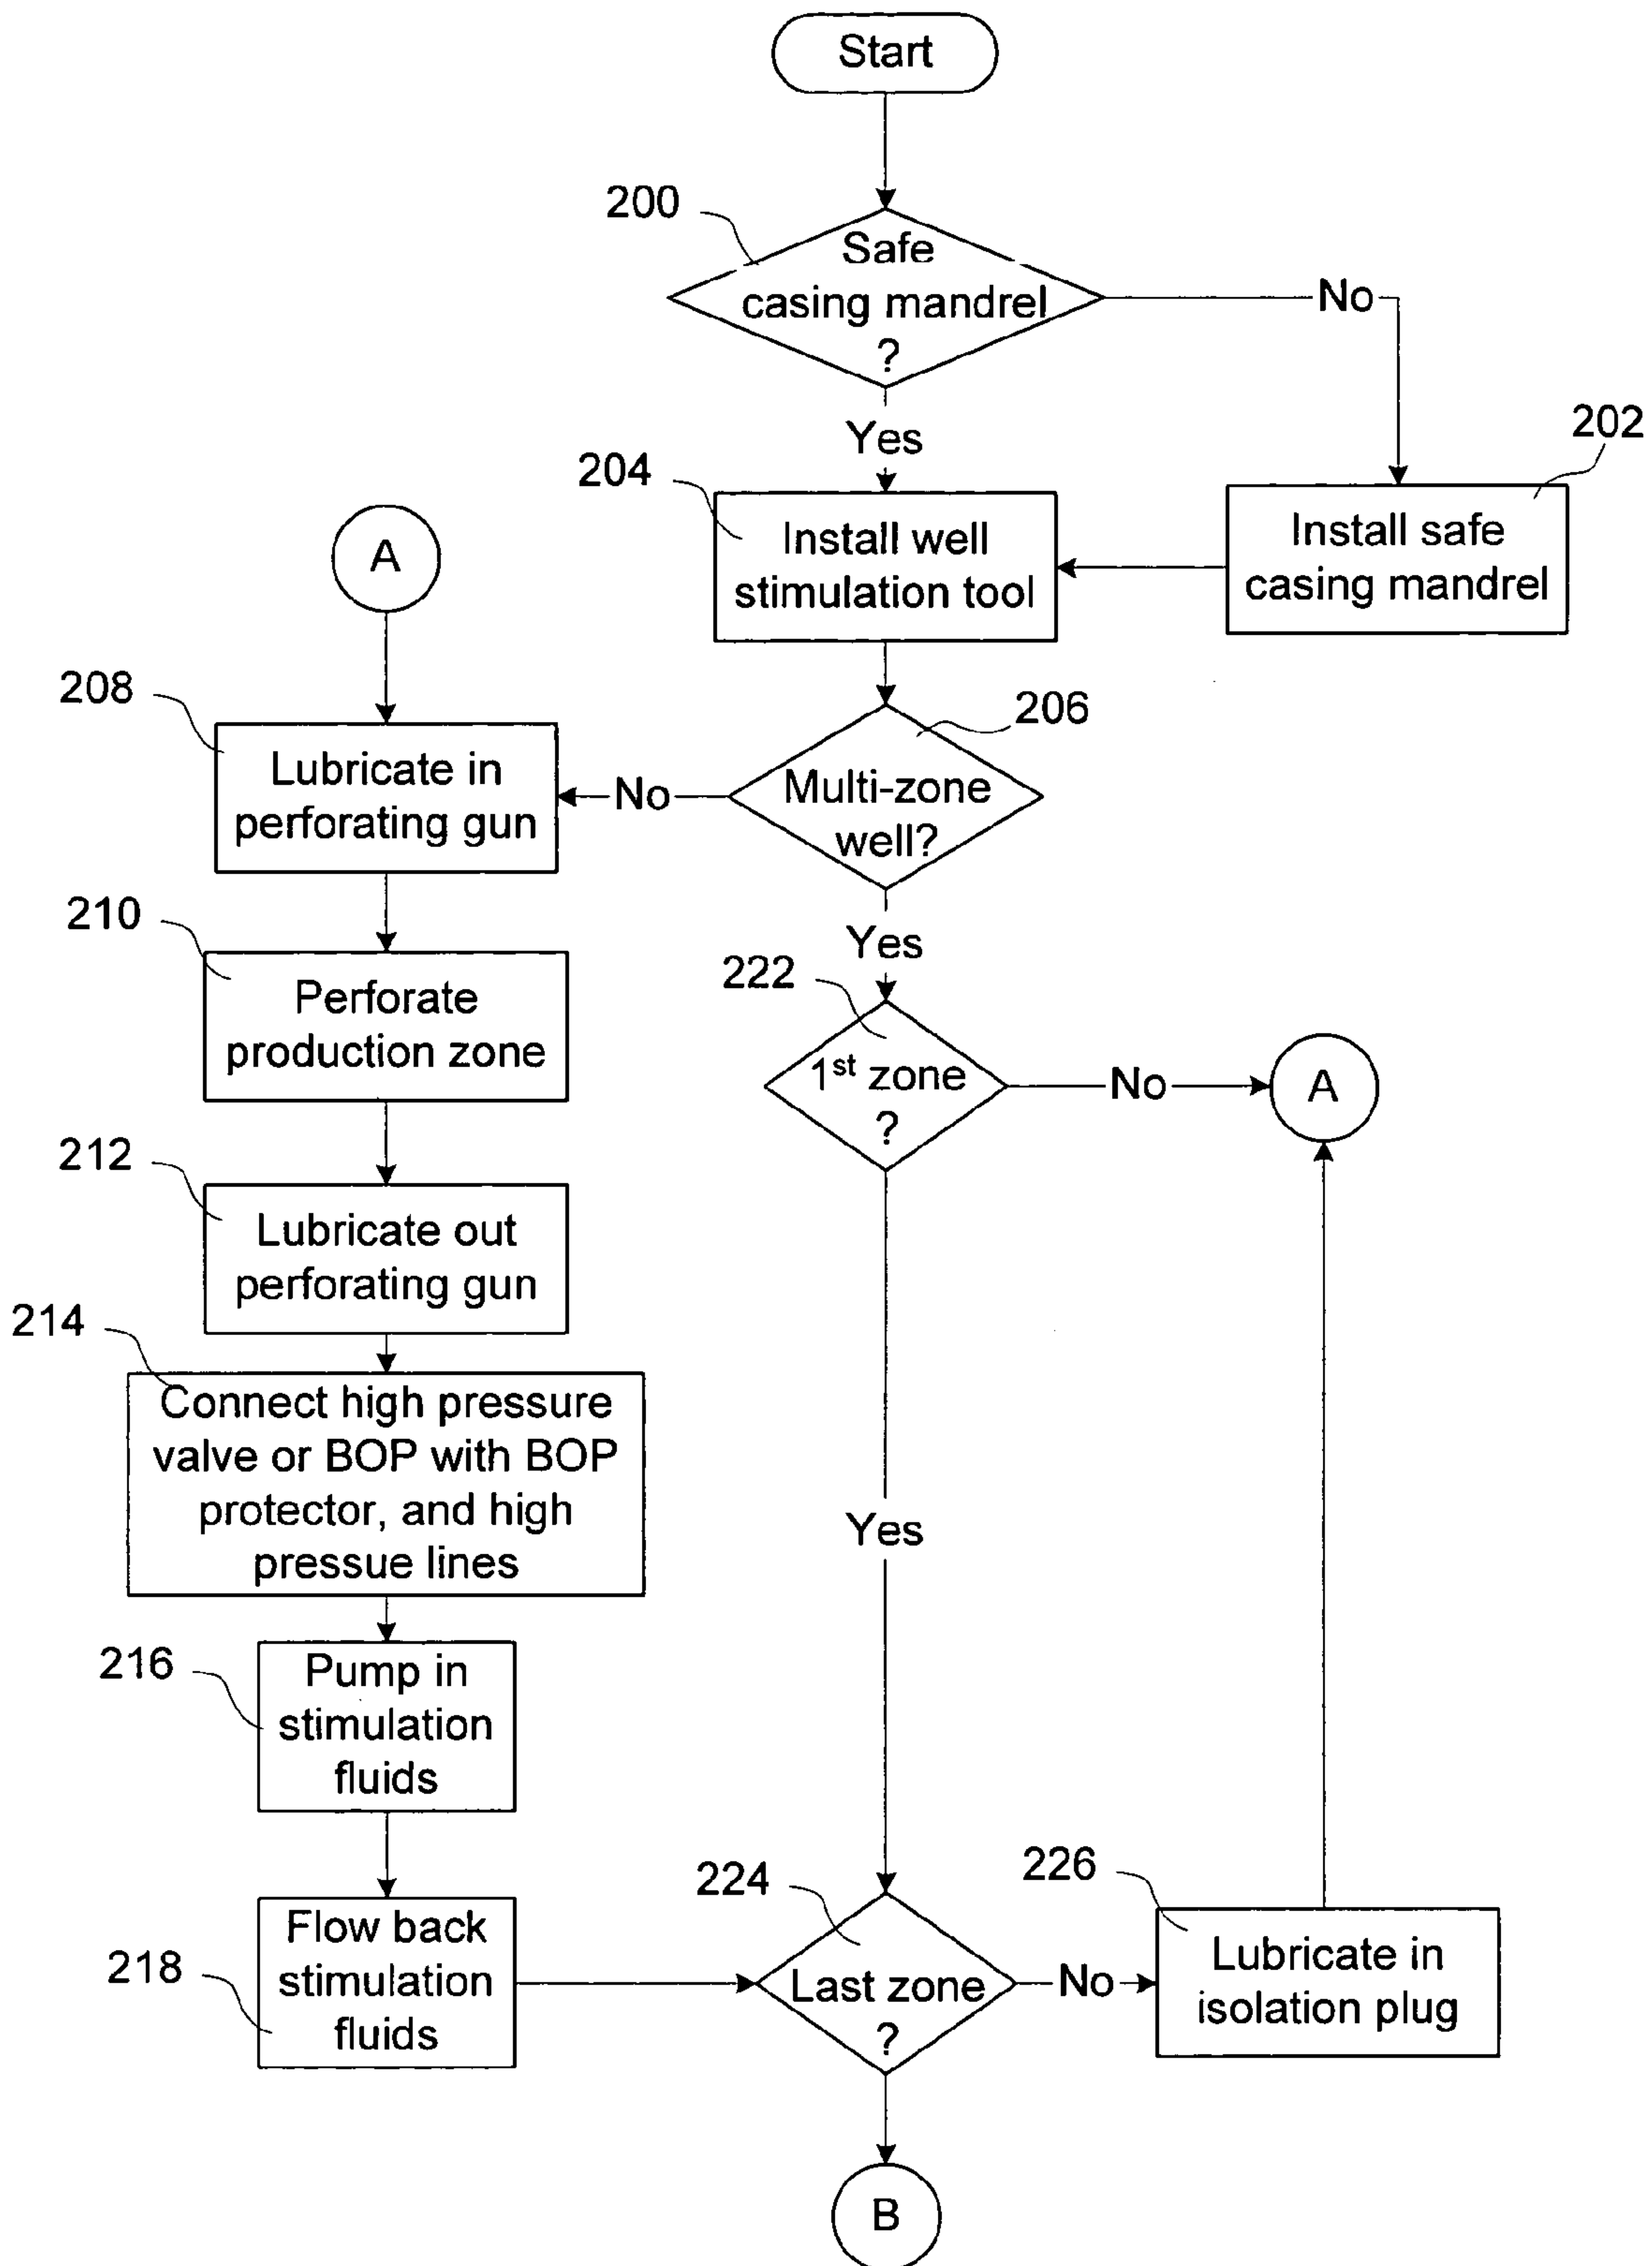 Start
200
Safe
casing mandrel
?
No
Yes
202
Install safe
casing mandrel
204
Install well
stimulation tool
A
208
Lubricate in
perforating gun
No
206
Multi-zone
well?
Yes
210
Perforate
production zone
222
1st zone
?
No
A
212
Lubricate out
perforating gun
214
Connect high pressure
valve or BOP with BOP
protector, and high
pressue lines
Yes
216
Pump in
stimulation
fluids
218
Flow back
stimulation
fluids
224
Last zone
?
No
226
Lubricate in
isolation plug
B